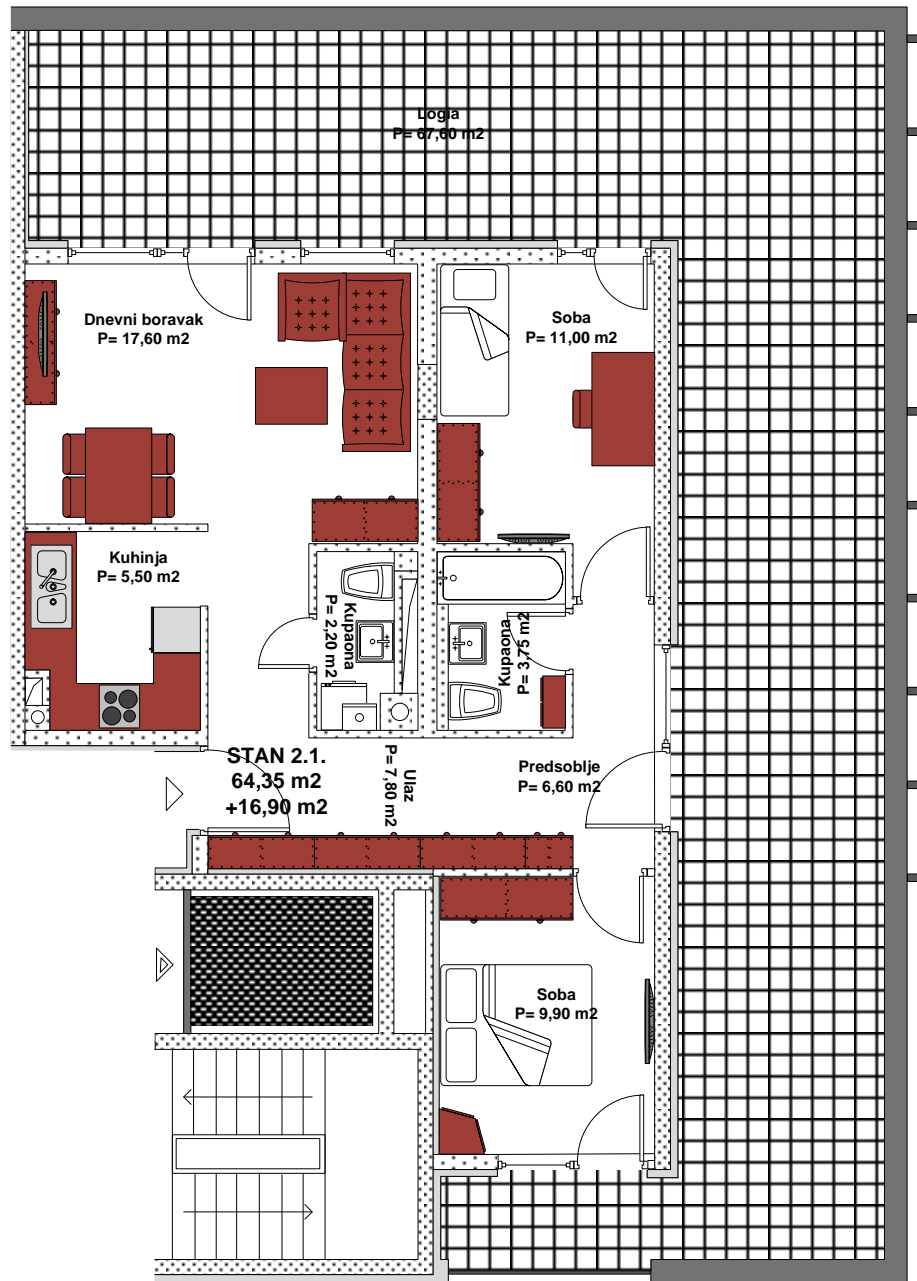 Logia
P= 67,60 m2
Dnevni boravak
P= 17,60 m2
Soba
P= 11,00 m2
Kuhinja
P= 5,50 m2
Kupaona
P= 2,20 m2
Kupaona
P= 3,75 m2
STAN 2.1.
64,35 m2
+16,90 m2
Ulaz
P= 7,80 m2
Predsoblje
P= 6,60 m2
Soba
P= 9,90 m2